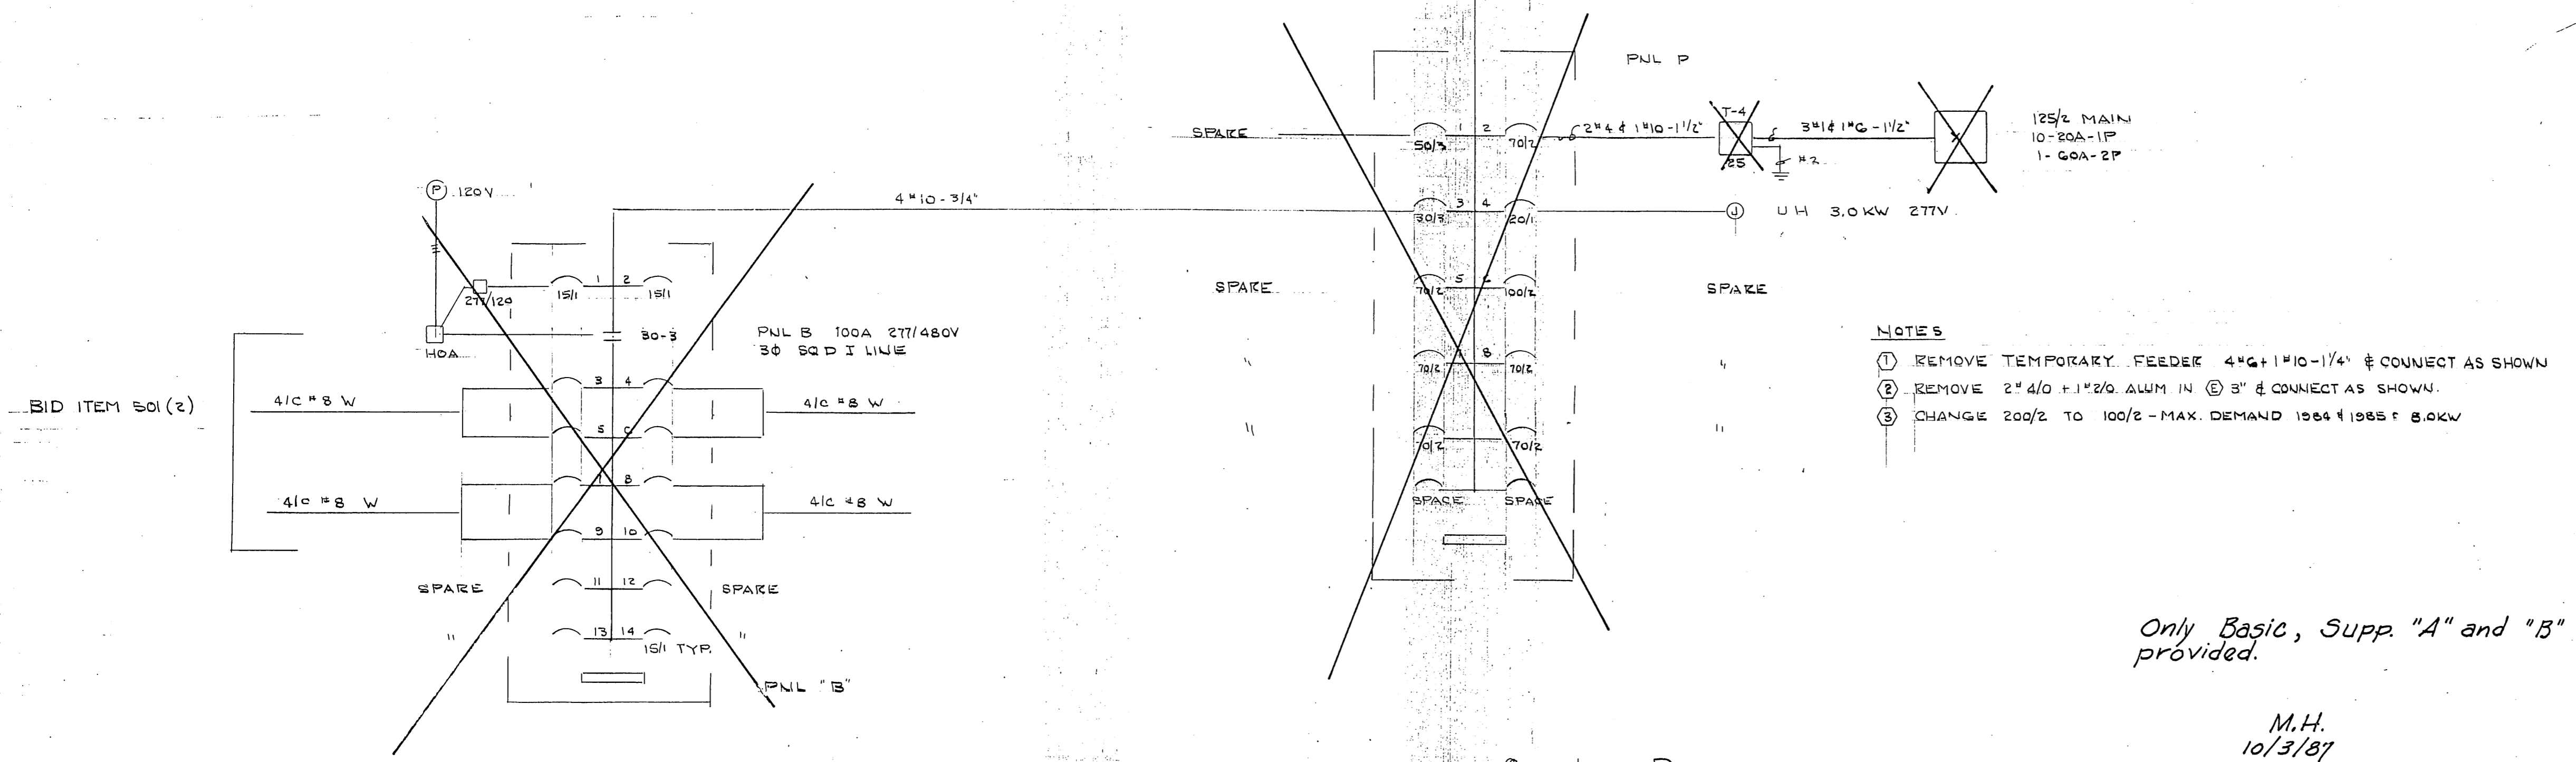 PNL P
SPARE
1 2
50/3
70/2
2#4 & 1#10-1 1/2"
T-4
25
3#1 & 1#6-1 1/2"
#2
125/2 MAIN
10-20A-1P
1-60A-2P
P 120V
4#10-3/4"
3 4
30/3
20/1
J UH 3.0KW 277V
277/120
1 2
15/1
15/1
SPARE
5 6
70/2
100/2
SPARE
HOA
30-3
PNL B 100A 277/480V
3Φ SQ D I LINE
" 70/2
8
70/2 "
NOTES
1 REMOVE TEMPORARY FEEDER 4#6+1#10-1 1/4" & CONNECT AS SHOWN
2 REMOVE 2#4/0 + 1#2/0 ALUM IN E 3" & CONNECT AS SHOWN.
3 CHANGE 200/2 TO 100/2 - MAX. DEMAND 1984 & 1985: 8.0KW
BID ITEM 501(2)
4/C #8 W
3 4
4/C #8 W
5 6
" 70/2
70/2 "
4/C #8 W
7 8
4/C #8 W
9 10
SPACE
SPACE
SPARE
11 12
SPARE
"
13 14
"
15/1 TYP.
PNL "B"
Only Basic, Supp. "A" and "B"
provided.
M.H.
10/3/87